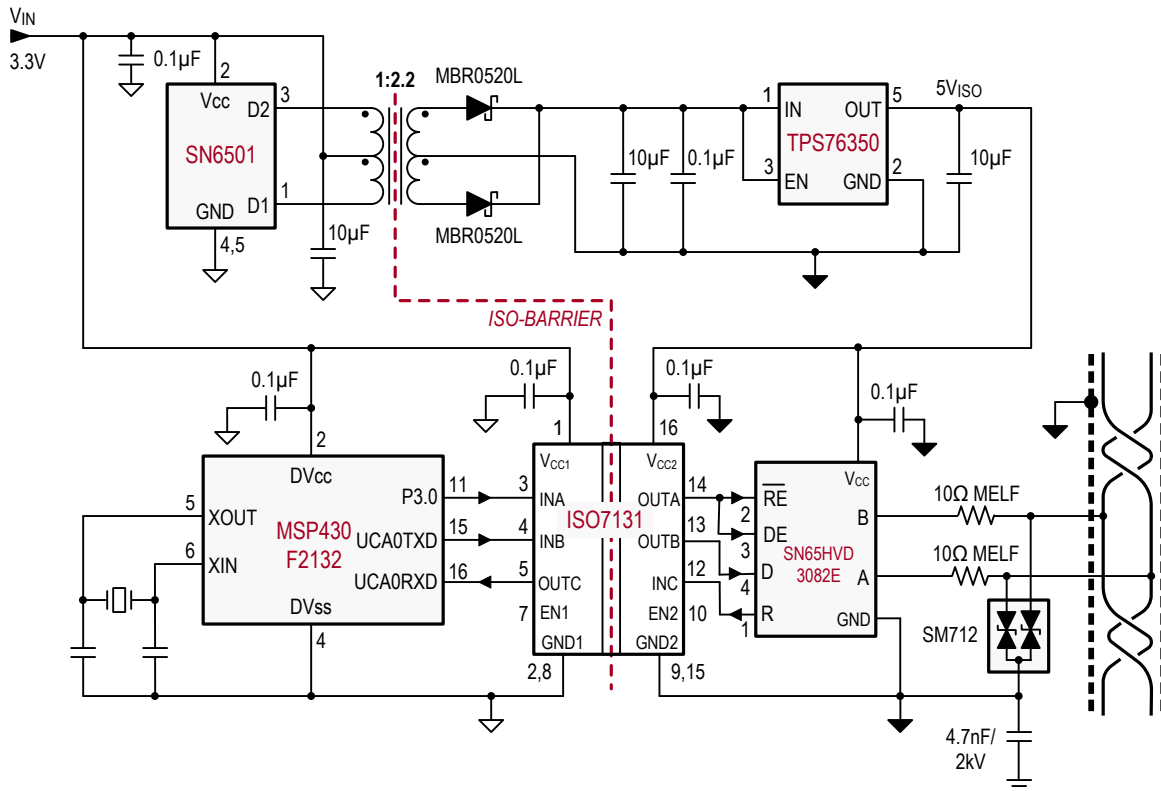 VIN
3.3V
0.1µF
2
Vcc
D2
3
SN6501
D1
1
GND
4,5
10µF
1:2.2
MBR0520L
MBR0520L
10µF
0.1µF
1
IN
OUT
5
TPS76350
3
EN
GND
2
5VISO
10µF
ISO-BARRIER
0.1µF
2
DVcc
P3.0
11
5
XOUT
MSP430
F2132
UCA0TXD
15
6
XIN
UCA0RXD
16
DVss
4
0.1µF
1
VCC1
3
INA
4
INB
5
OUTC
7
EN1
GND1
2,8
ISO7131
0.1µF
16
VCC2
OUTA
14
OUTB
13
INC
12
EN2
10
GND2
9,15
0.1µF
VCC
RE
2
DE
3
D
4
R
1
SN65HVD
3082E
B
A
GND
10Ω MELF
10Ω MELF
SM712
4.7nF/
2kV